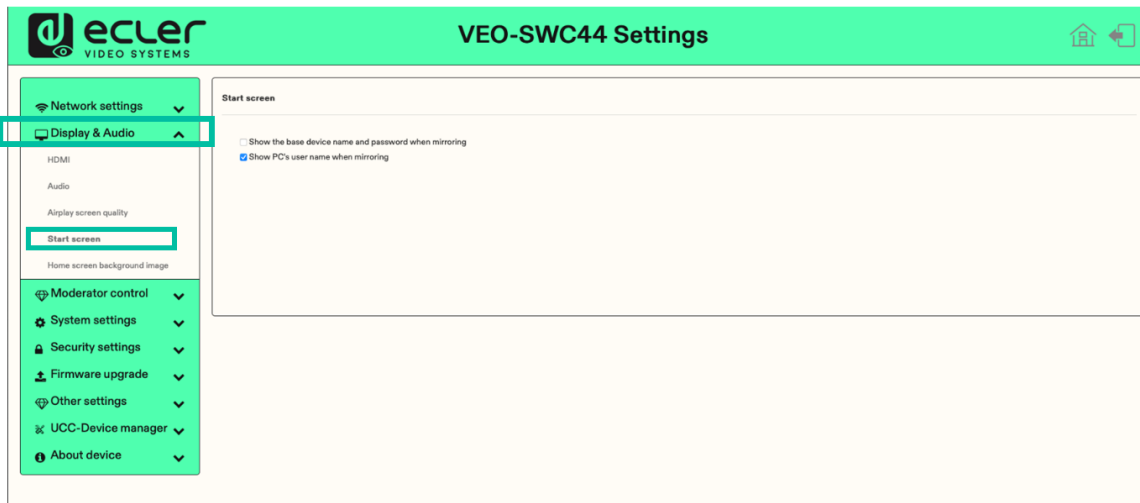 ecler
VIDEO SYSTEMS
VEO-SWC44 Settings
Network settings
Display & Audio
HDMI
Audio
Airplay screen quality
Start screen
Home screen background image
Moderator control
System settings
Security settings
Firmware upgrade
Other settings
UCC-Device manager
About device
Start screen
Show the base device name and password when mirroring
Show PC's user name when mirroring